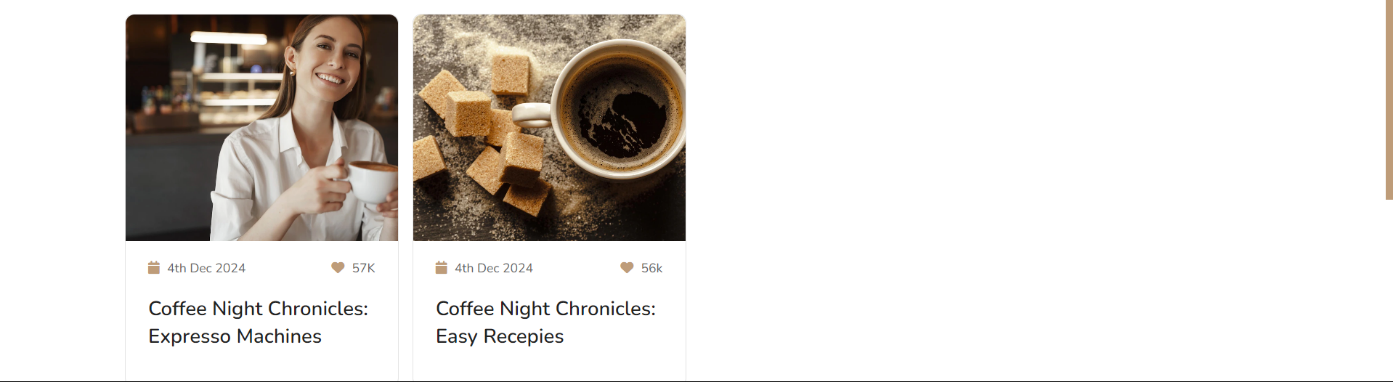 4th Dec 2024 57K
Coffee Night Chronicles:
Expresso Machines
4th Dec 2024 56k
Coffee Night Chronicles:
Easy Recepies